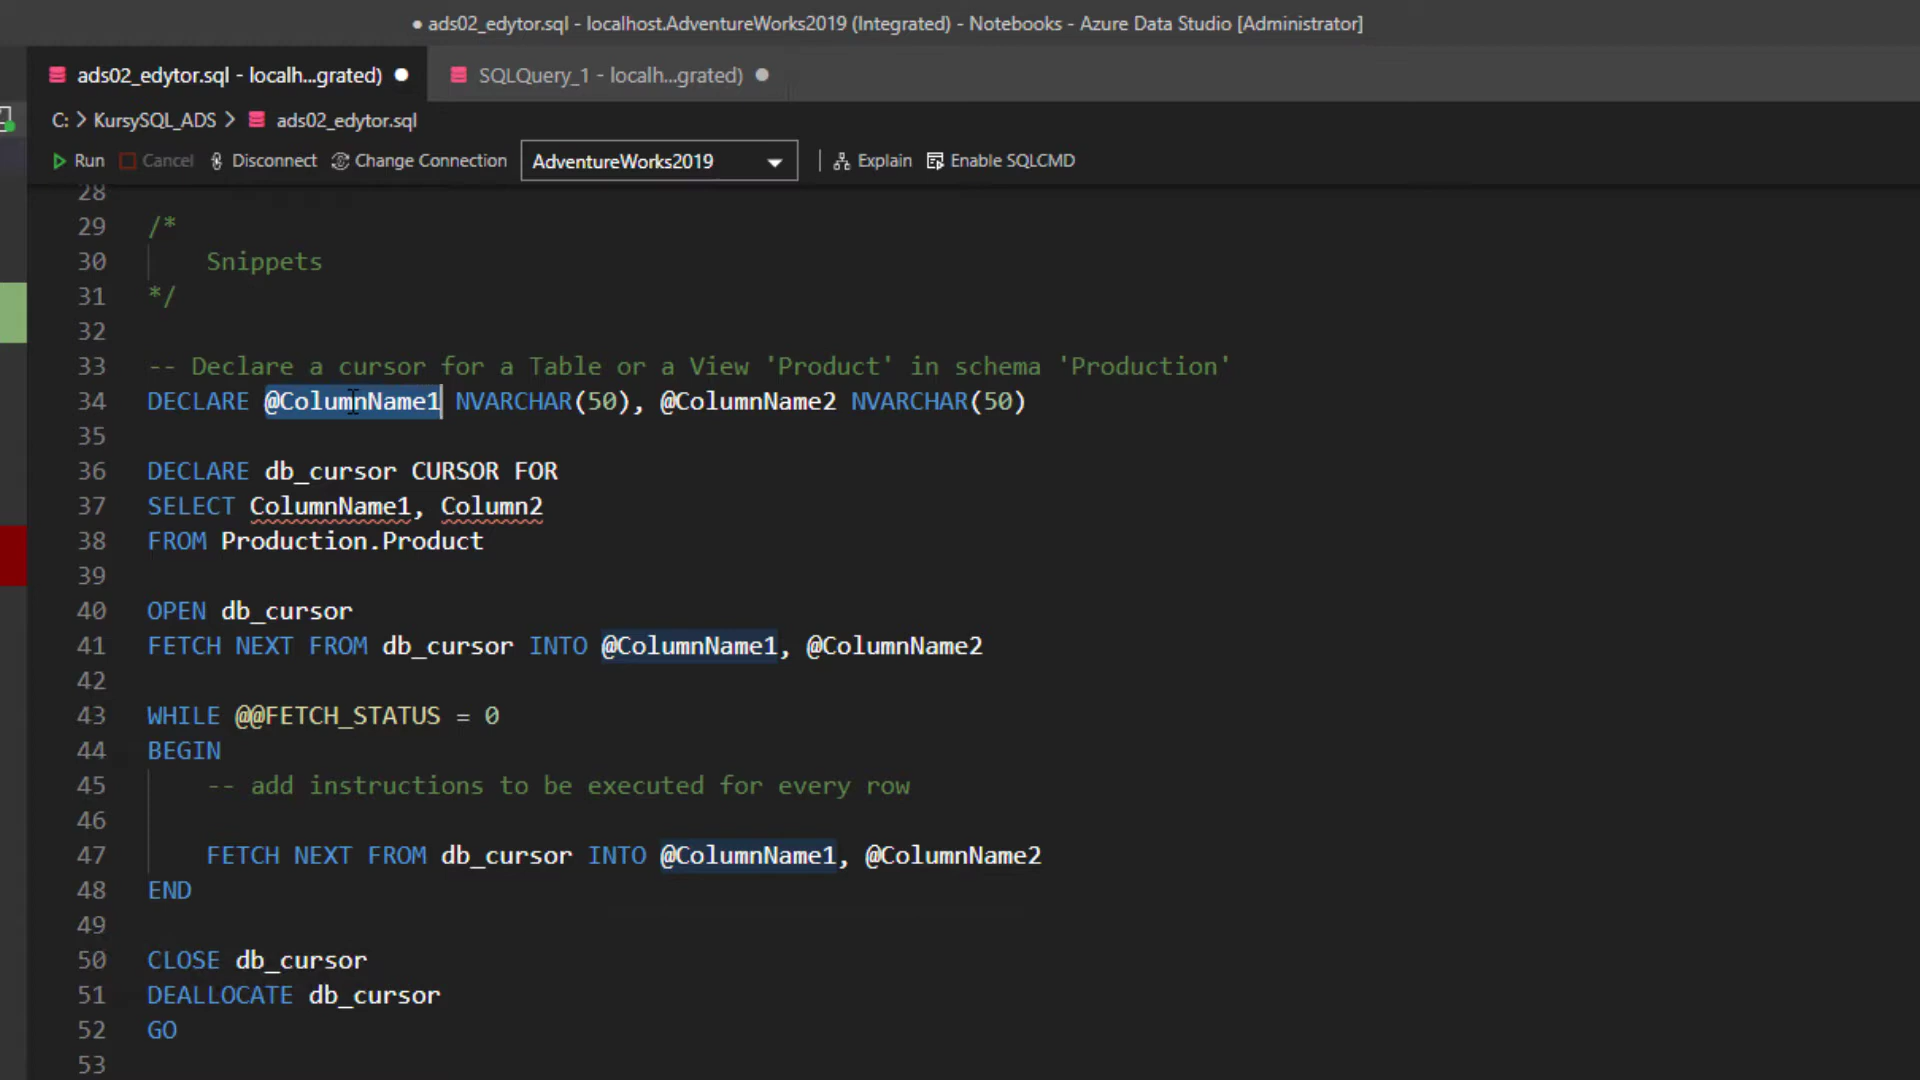 ads02_edytor.sql - localhost.AdventureWorks2019 (Integrated) - Notebooks - Azure Data Studio [Administrator]
ads02_edytor.sql - localh...grated) SQLQuery_1 - localh...grated)
C: > KursySQL_ADS > ads02_edytor.sql
Run Cancel Disconnect Change Connection AdventureWorks2019 Explain Enable SQLCMD
28
29 /*
30 Snippets
31 */
32
33 -- Declare a cursor for a Table or a View 'Product' in schema 'Production'
34 DECLARE @ColumnName1 NVARCHAR(50), @ColumnName2 NVARCHAR(50)
35
36 DECLARE db_cursor CURSOR FOR
37 SELECT ColumnName1, Column2
38 FROM Production.Product
39
40 OPEN db_cursor
41 FETCH NEXT FROM db_cursor INTO @ColumnName1, @ColumnName2
42
43 WHILE @@FETCH_STATUS = 0
44 BEGIN
45 -- add instructions to be executed for every row
46
47 FETCH NEXT FROM db_cursor INTO @ColumnName1, @ColumnName2
48 END
49
50 CLOSE db_cursor
51 DEALLOCATE db_cursor
52 GO
53